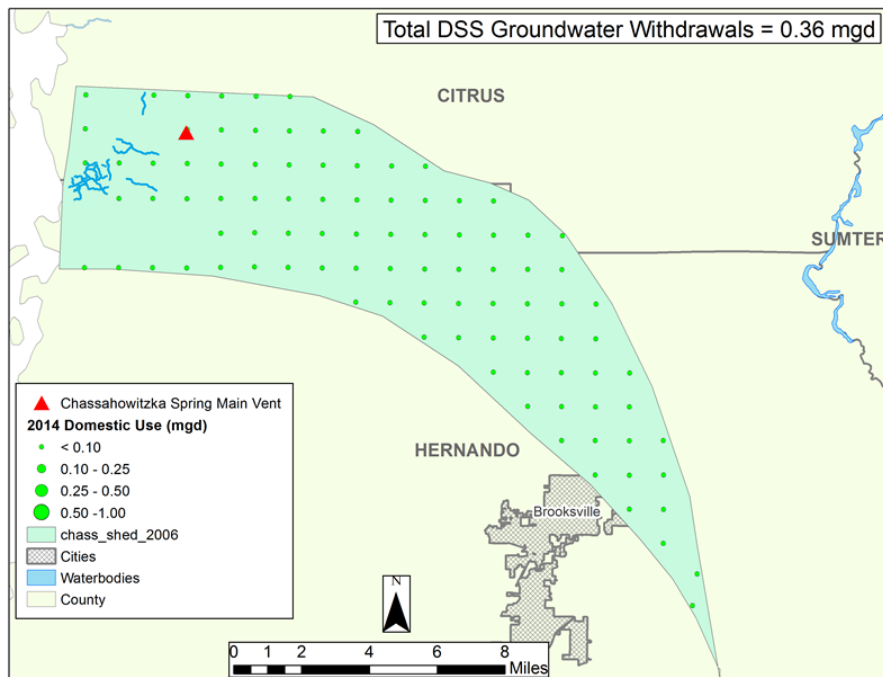 Total DSS Groundwater Withdrawals = 0.36 mgd
CITRUS
SUMTER
HERNANDO
Brooksville
Chassahowitzka Spring Main Vent
2014 Domestic Use (mgd)
< 0.10
0.10 - 0.25
0.25 - 0.50
0.50 -1.00
chass_shed_2006
Cities
Waterbodies
County
N
0 1 2 4 6 8
Miles